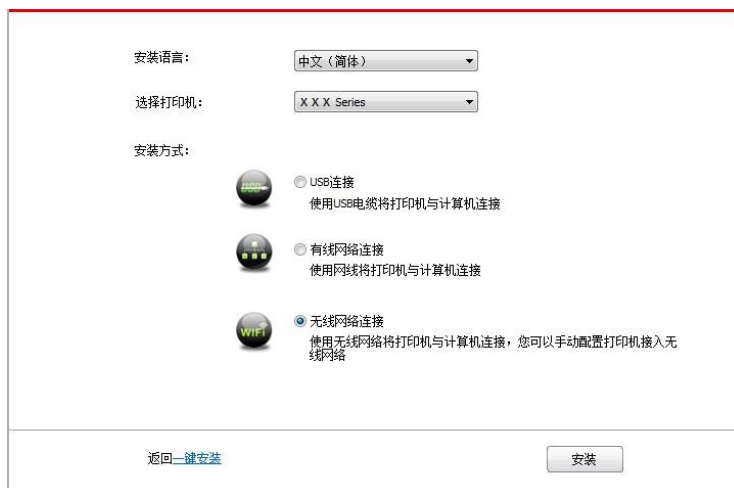 安装语言：
中文（简体）
选择打印机：
X X X Series
安装方式：
USB
USB连接
使用USB电缆将打印机与计算机连接
有线网络连接
使用网线将打印机与计算机连接
WiFi
无线网络连接
使用无线网络将打印机与计算机连接，您可以手动配置打印机接入无
线网络
返回一键安装
安装